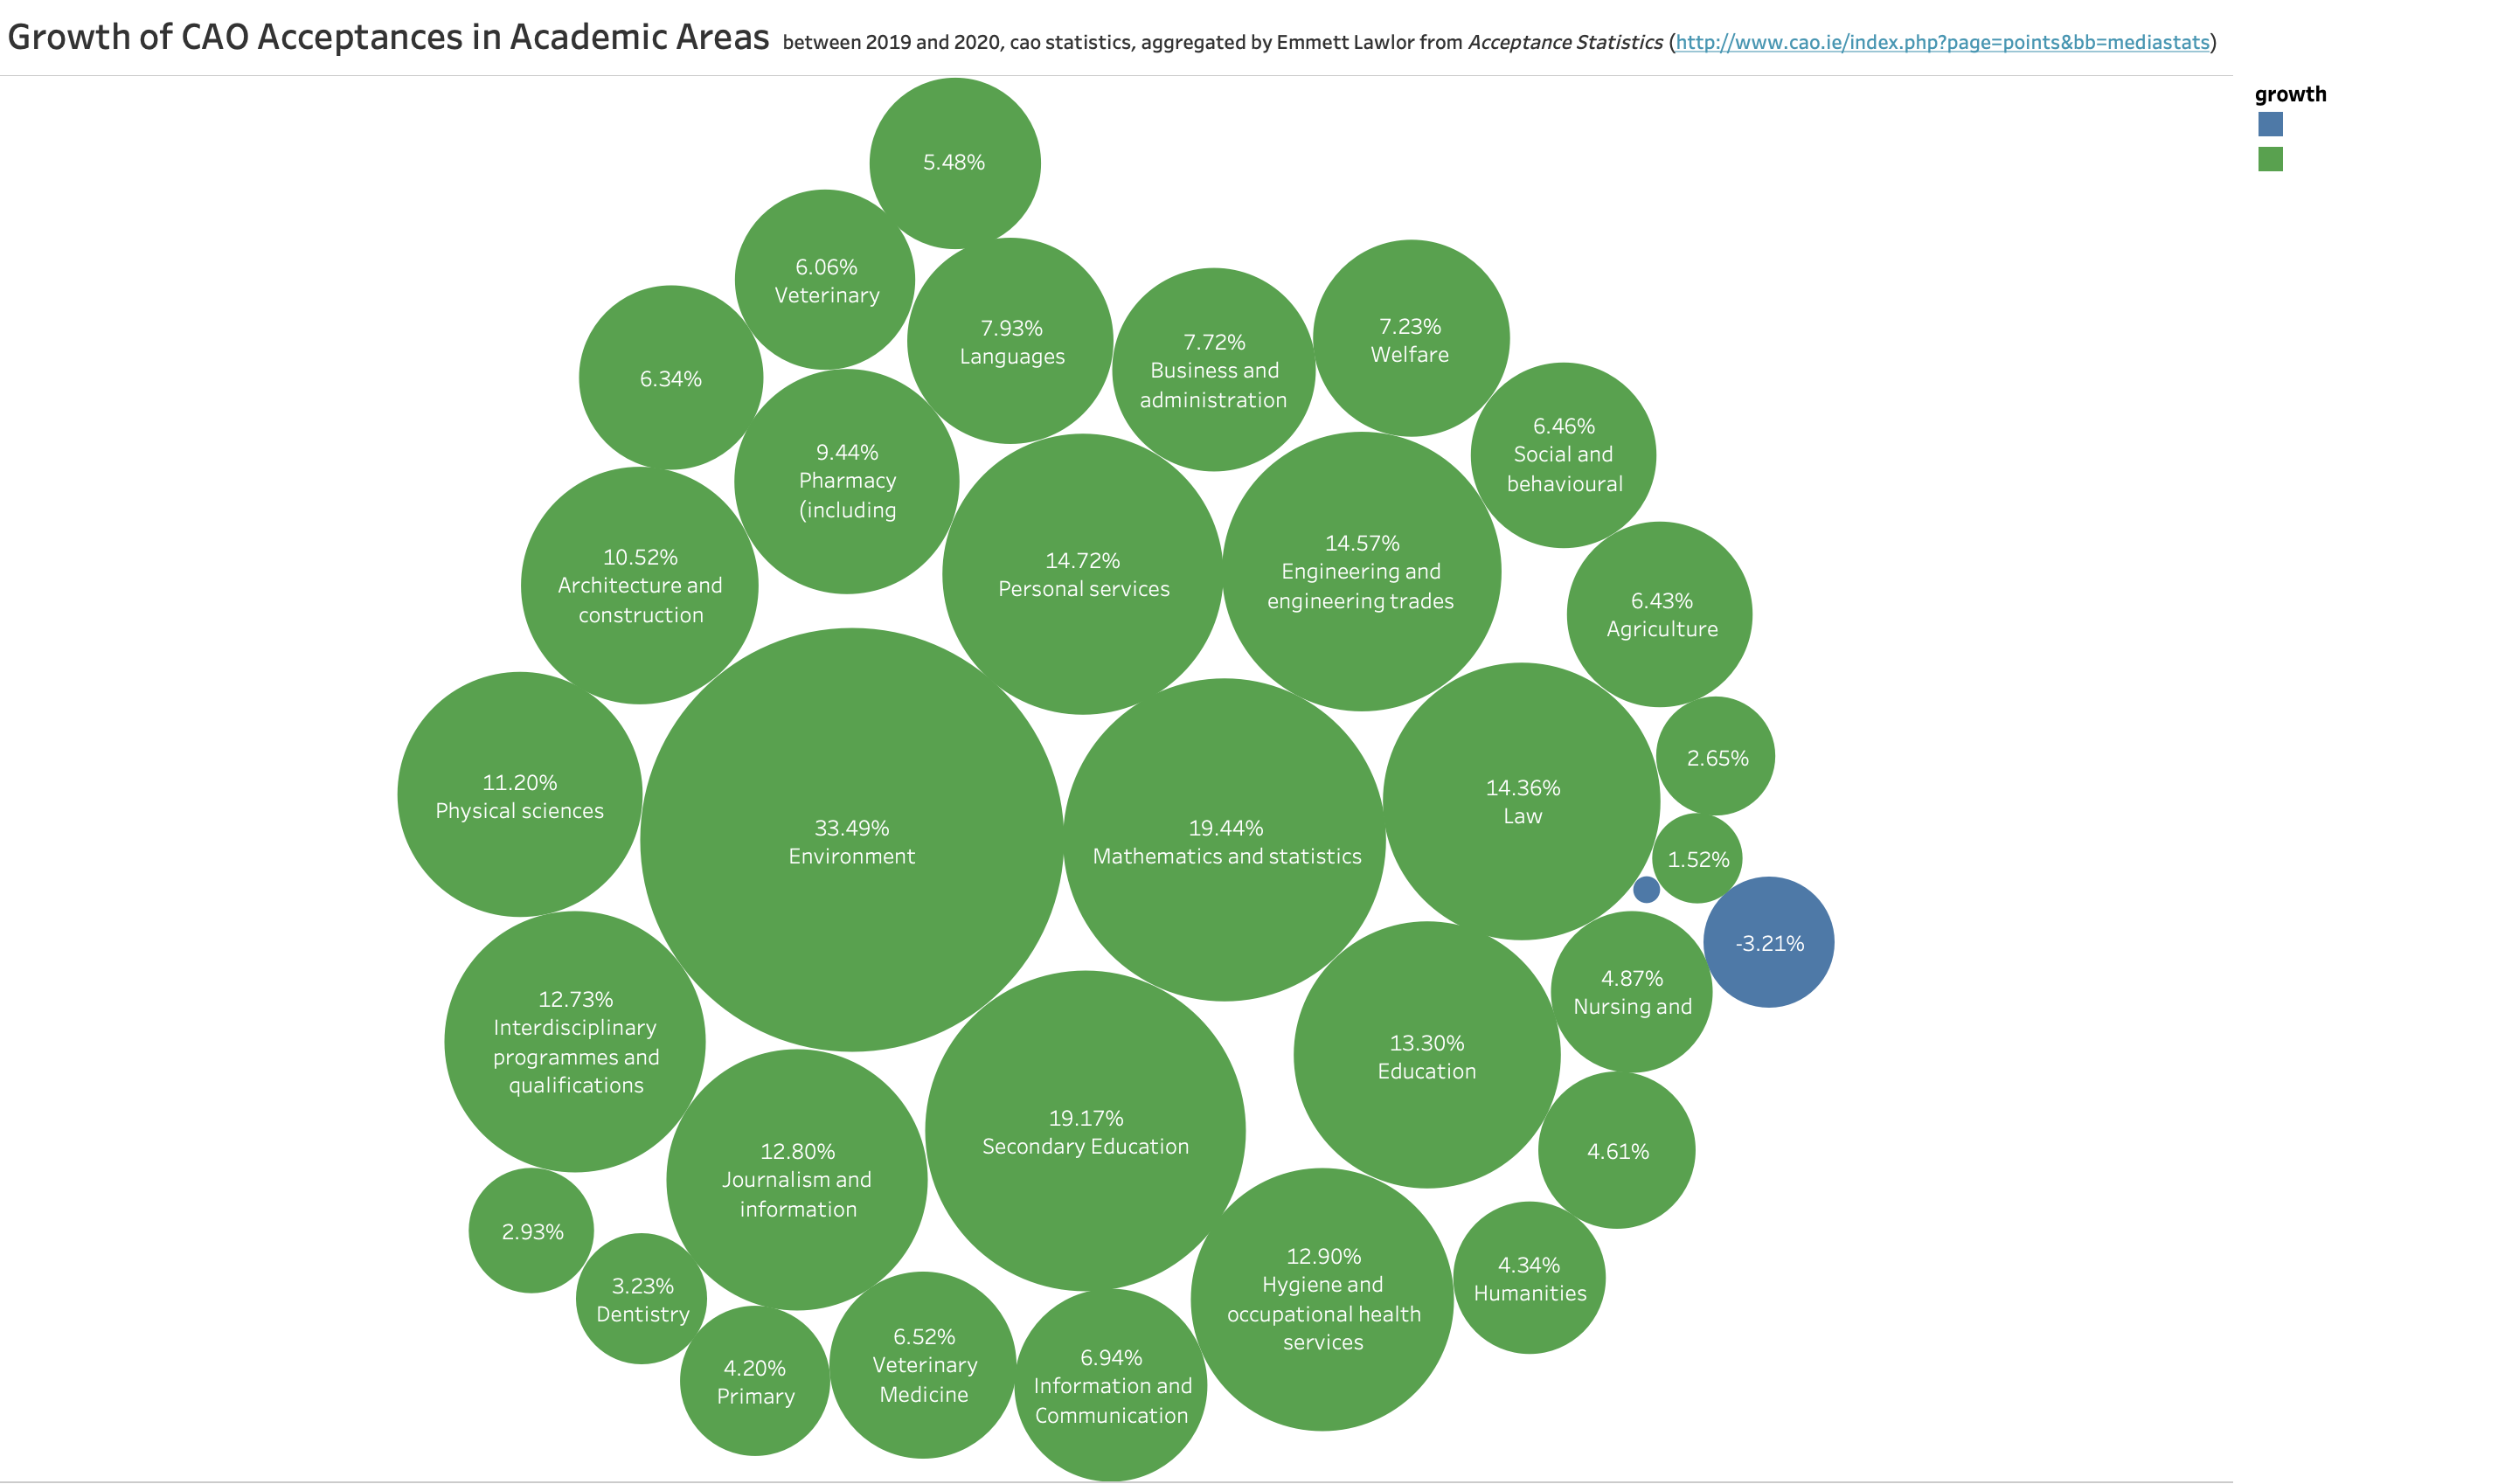 Growth of CAO Acceptances in Academic Areas between 2019 and 2020, cao statistics, aggregated by Emmett Lawlor from Acceptance Statistics (http://www.cao.ie/index.php?page=points&bb=mediastats)
growth
5.48%
6.06%
Veterinary
7.93%
Languages
7.72%
Business and
administration
7.23%
Welfare
6.34%
9.44%
Pharmacy
(including
6.46%
Social and
behavioural
10.52%
Architecture and
construction
14.72%
Personal services
14.57%
Engineering and
engineering trades
6.43%
Agriculture
2.65%
11.20%
Physical sciences
33.49%
Environment
19.44%
Mathematics and statistics
14.36%
Law
1.52%
-3.21%
4.87%
Nursing and
12.73%
Interdisciplinary
programmes and
qualifications
13.30%
Education
19.17%
Secondary Education
12.80%
Journalism and
information
4.61%
2.93%
3.23%
Dentistry
12.90%
Hygiene and
occupational health
services
4.34%
Humanities
4.20%
Primary
6.52%
Veterinary
Medicine
6.94%
Information and
Communication